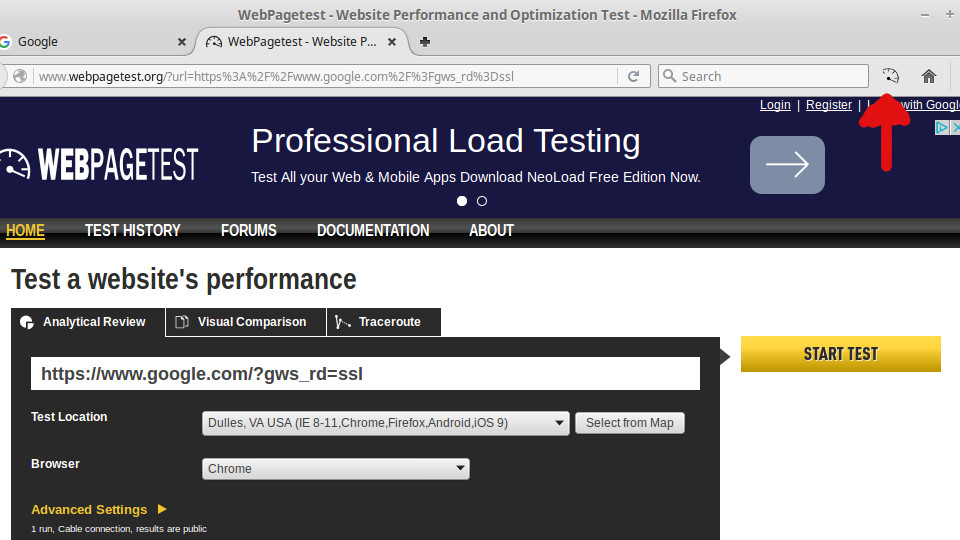 WebPagetest - Website Performance and Optimization Test - Mozilla Firefox
Google
WebPagetest - Website P...
www.webpagetest.org/?url=https%3A%2F%2Fwww.google.com%2F%3Fgws_rd%3Dssl
Search
Login | Register | with Google
Professional Load Testing
Test All your Web & Mobile Apps Download NeoLoad Free Edition Now.
WEBPAGETEST
HOME TEST HISTORY FORUMS DOCUMENTATION ABOUT
Test a website's performance
Analytical Review Visual Comparison Traceroute
START TEST
https://www.google.com/?gws_rd=ssl
Test Location
Dulles, VA USA (IE 8-11,Chrome,Firefox,Android,iOS 9)
Select from Map
Browser
Chrome
Advanced Settings
1 run, Cable connection, results are public